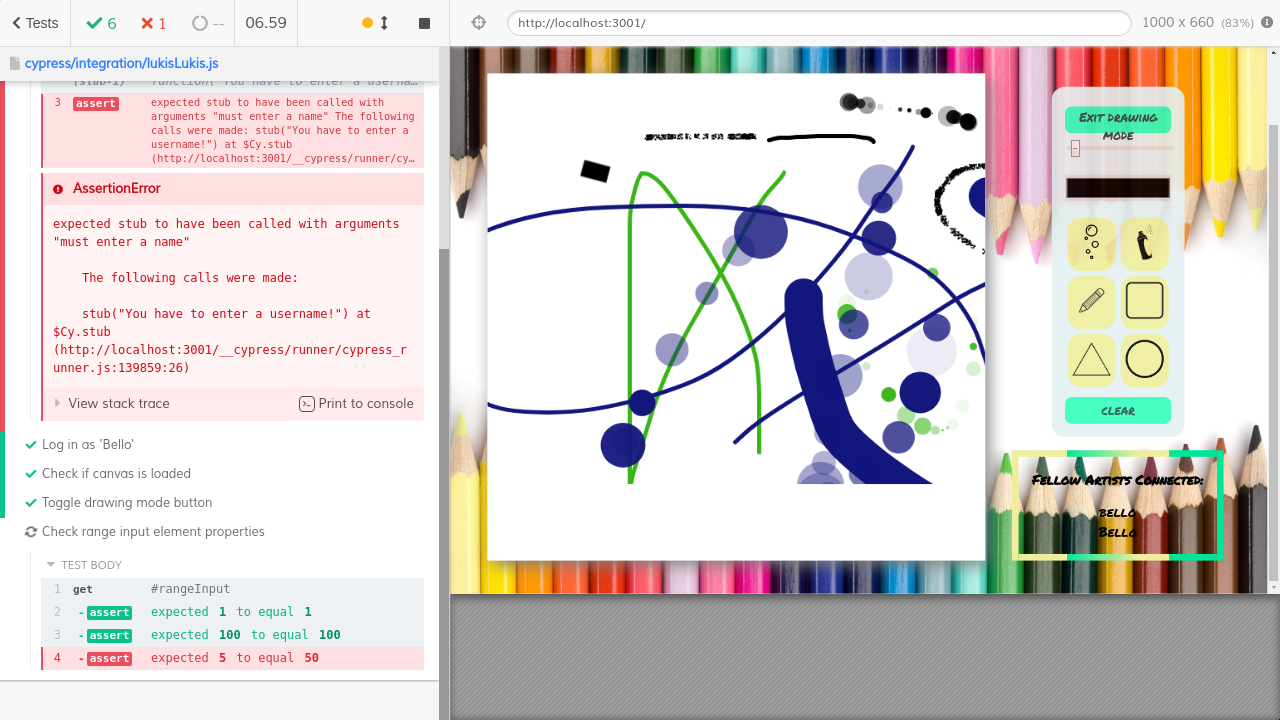 Tests
6
1
--
06.59
http://localhost:3001/
1000 x 660 (83%)
cypress/integration/lukisLukis.js
(stub-1) function("You have to enter a userna…
3 assert expected stub to have been called with
arguments "must enter a name" The following
calls were made: stub("You have to enter a
username!") at $Cy.stub
(http://localhost:3001/__cypress/runner/cy…
AssertionError
expected stub to have been called with arguments
"must enter a name"
The following calls were made:
stub("You have to enter a username!") at
$Cy.stub
(http://localhost:3001/__cypress/runner/cypress_r
unner.js:139859:26)
View stack trace
Print to console
Log in as 'Bello'
Check if canvas is loaded
Toggle drawing mode button
Check range input element properties
TEST BODY
1 get #rangeInput
2 -assert expected 1 to equal 1
3 -assert expected 100 to equal 100
4 -assert expected 5 to equal 50
Exit drawing
mode
clear
Fellow Artists Connected:
bello
Bello